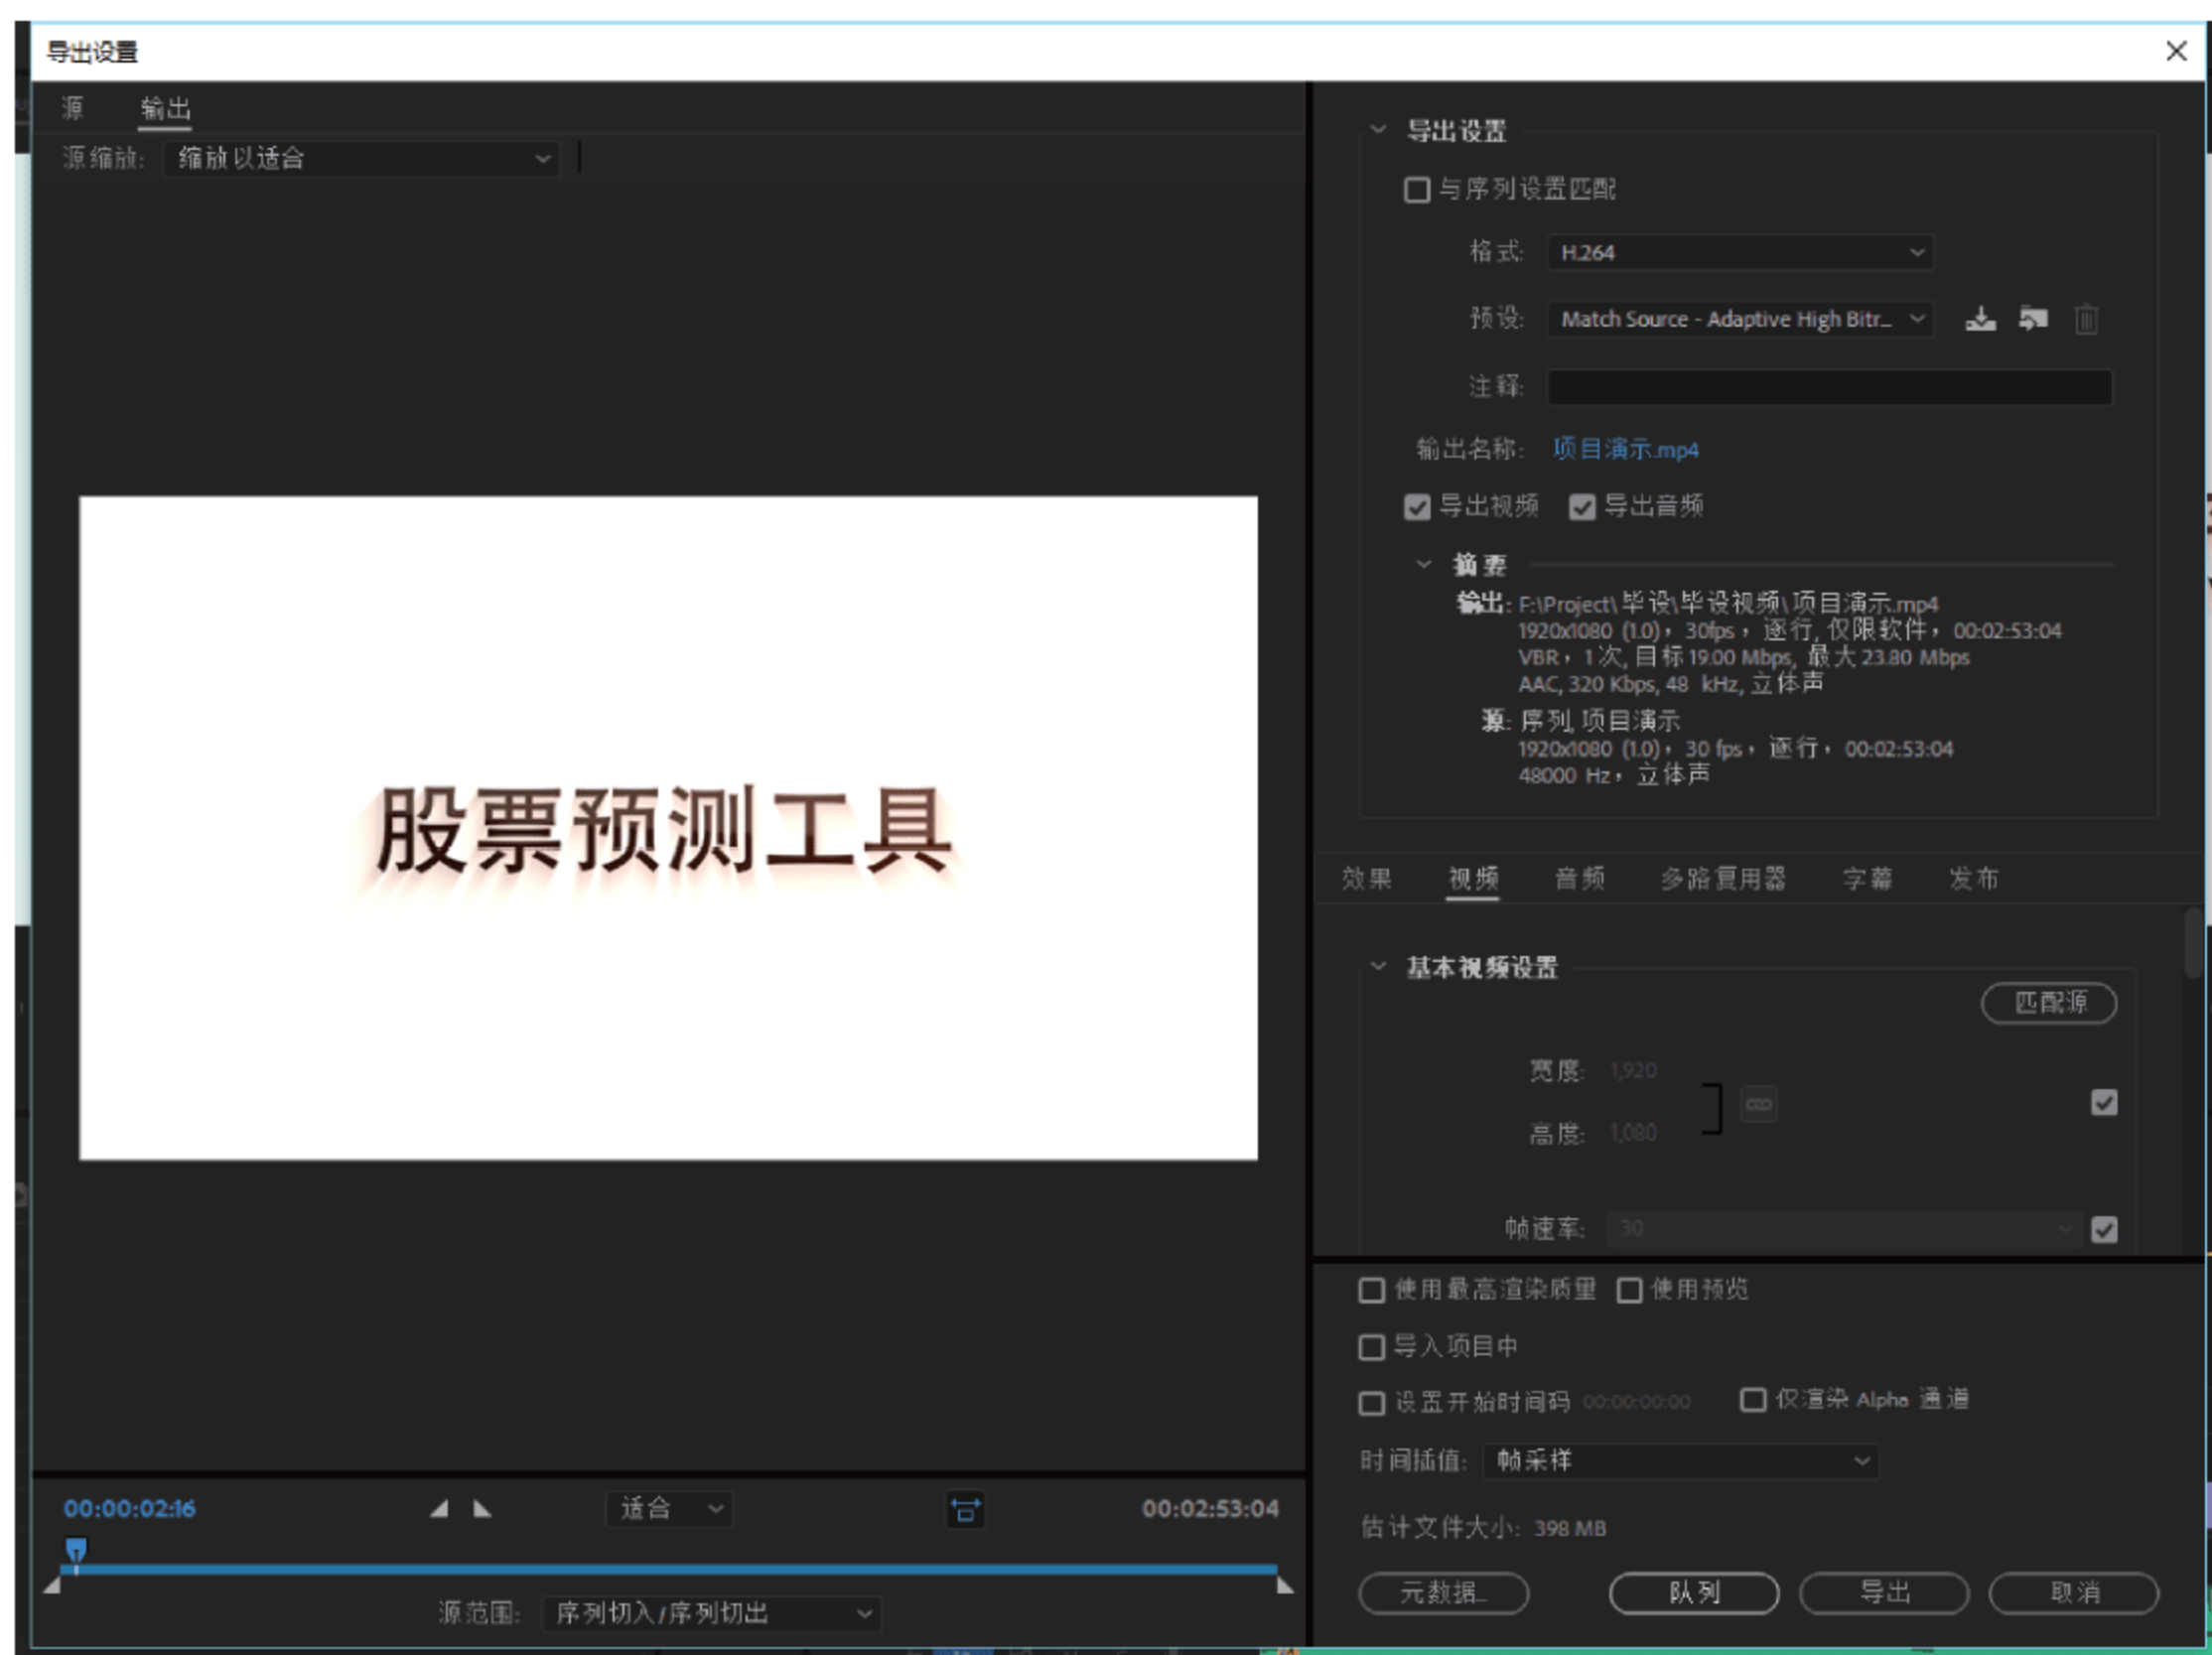 导出设置
源 输出
源缩放: 缩放以适合
股票预测工具
00:00:02:16 适合 00:02:53:04
源范围: 序列切入/序列切出
导出设置
与序列设置匹配
格式: H.264
预设: Match Source - Adaptive High Bitr...
注释:
输出名称: 项目演示.mp4
导出视频 导出音频
摘要
输出: F:\Project\毕设\毕设视频\项目演示.mp4
1920x1080 (1.0), 30fps, 逐行, 仅限软件, 00:02:53:04
VBR, 1次, 目标 19.00 Mbps, 最大 23.80 Mbps
AAC, 320 Kbps, 48 kHz, 立体声
源: 序列, 项目演示
1920x1080 (1.0), 30 fps, 逐行, 00:02:53:04
48000 Hz, 立体声
效果 视频 音频 多路复用器 字幕 发布
基本视频设置
匹配源
宽度: 1,920
高度: 1,080
帧速率: 30
使用最高渲染质量 使用预览
导入项目中
设置开始时间码 00:00:00:00 仅渲染 Alpha 通道
时间插值: 帧采样
估计文件大小: 398 MB
元数据... 队列 导出 取消